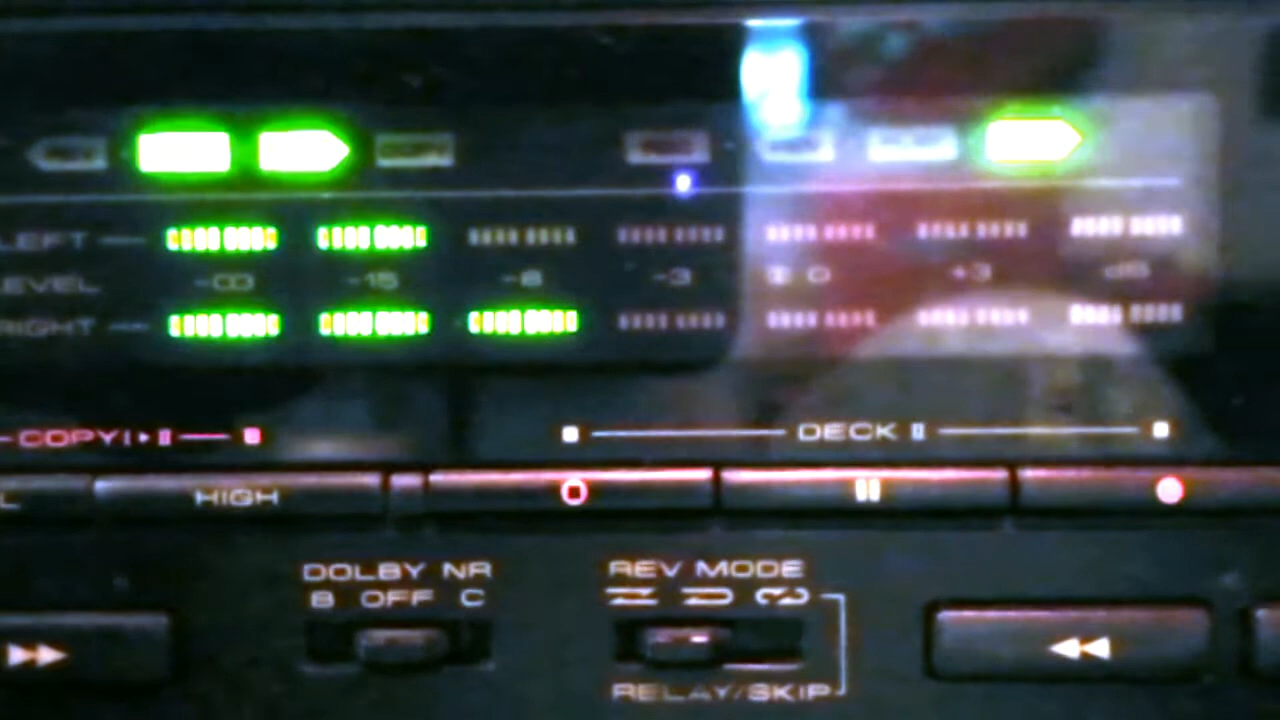 LEFT
LEVEL -∞ -15 -6 -3 0 +3 dB
RIGHT
COPY I▸II
DECK II
L HIGH
DOLBY NR
B OFF C
REV MODE
RELAY/SKIP